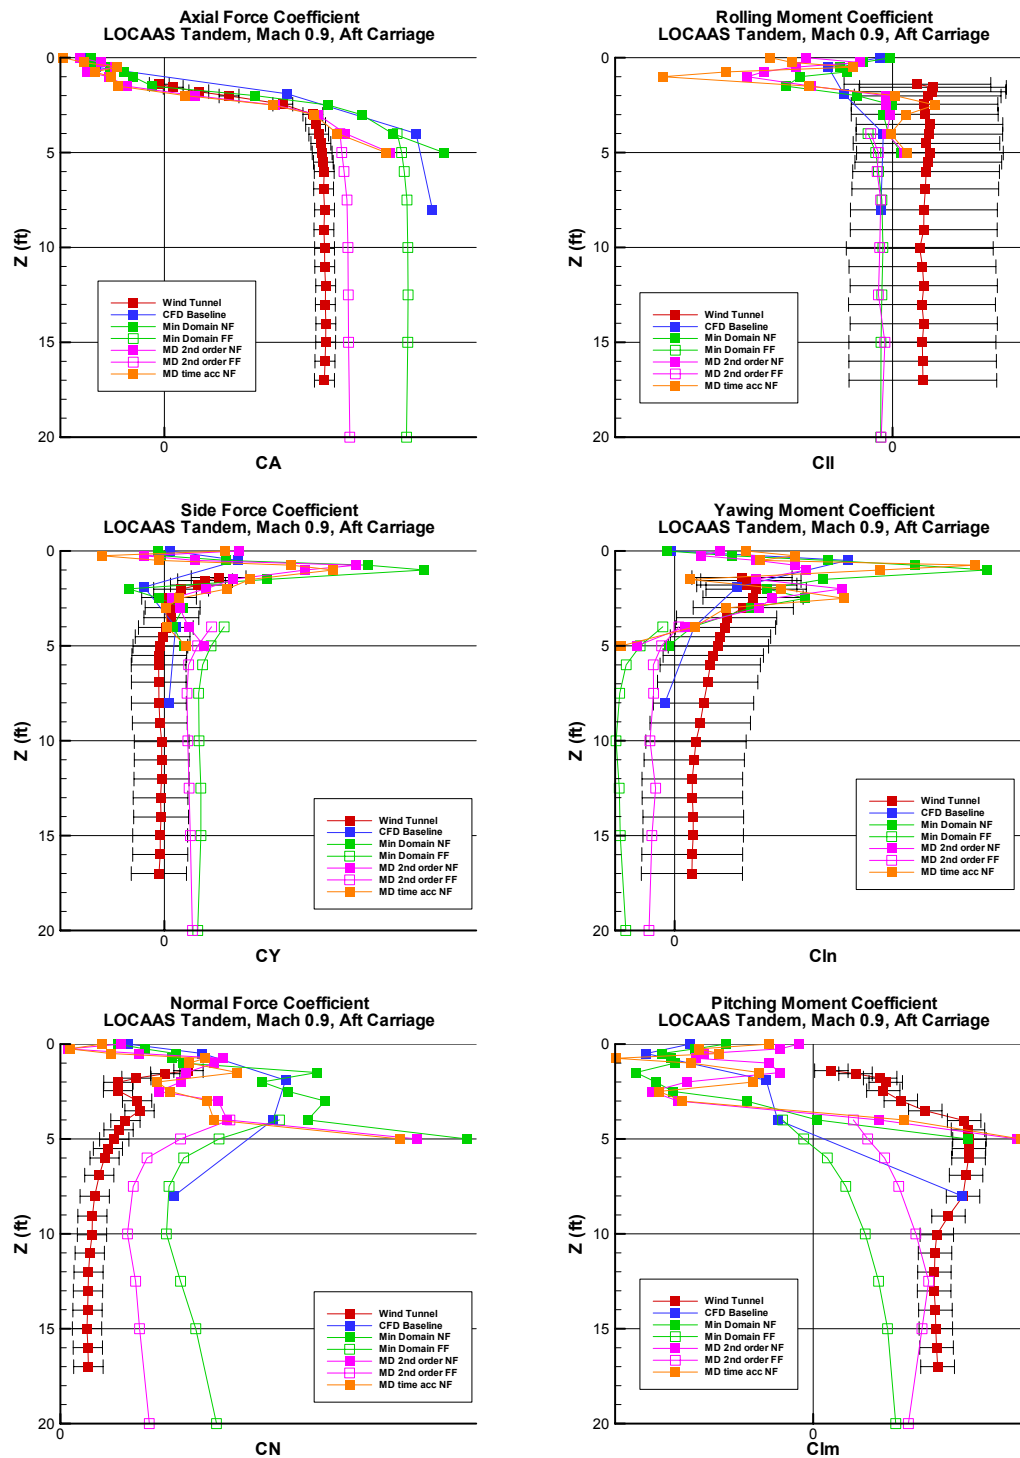 Axial Force Coefficient
LOCAAS Tandem, Mach 0.9, Aft Carriage
0
5
10
15
20
Z (ft)
0
CA
Wind Tunnel
CFD Baseline
Min Domain NF
Min Domain FF
MD 2nd order NF
MD 2nd order FF
MD time acc NF
Rolling Moment Coefficient
LOCAAS Tandem, Mach 0.9, Aft Carriage
0
5
10
15
20
Z (ft)
0
Cll
Wind Tunnel
CFD Baseline
Min Domain NF
Min Domain FF
MD 2nd order NF
MD 2nd order FF
MD time acc NF
Side Force Coefficient
LOCAAS Tandem, Mach 0.9, Aft Carriage
0
5
10
15
20
Z (ft)
0
CY
Wind Tunnel
CFD Baseline
Min Domain NF
Min Domain FF
MD 2nd order NF
MD 2nd order FF
MD time acc NF
Yawing Moment Coefficient
LOCAAS Tandem, Mach 0.9, Aft Carriage
0
5
10
15
20
Z (ft)
0
Cln
Wind Tunnel
CFD Baseline
Min Domain NF
Min Domain FF
MD 2nd order NF
MD 2nd order FF
MD time acc NF
Normal Force Coefficient
LOCAAS Tandem, Mach 0.9, Aft Carriage
0
5
10
15
20
Z (ft)
0
CN
Wind Tunnel
CFD Baseline
Min Domain NF
Min Domain FF
MD 2nd order NF
MD 2nd order FF
MD time acc NF
Pitching Moment Coefficient
LOCAAS Tandem, Mach 0.9, Aft Carriage
0
5
10
15
20
Z (ft)
0
Clm
Wind Tunnel
CFD Baseline
Min Domain NF
Min Domain FF
MD 2nd order NF
MD 2nd order FF
MD time acc NF